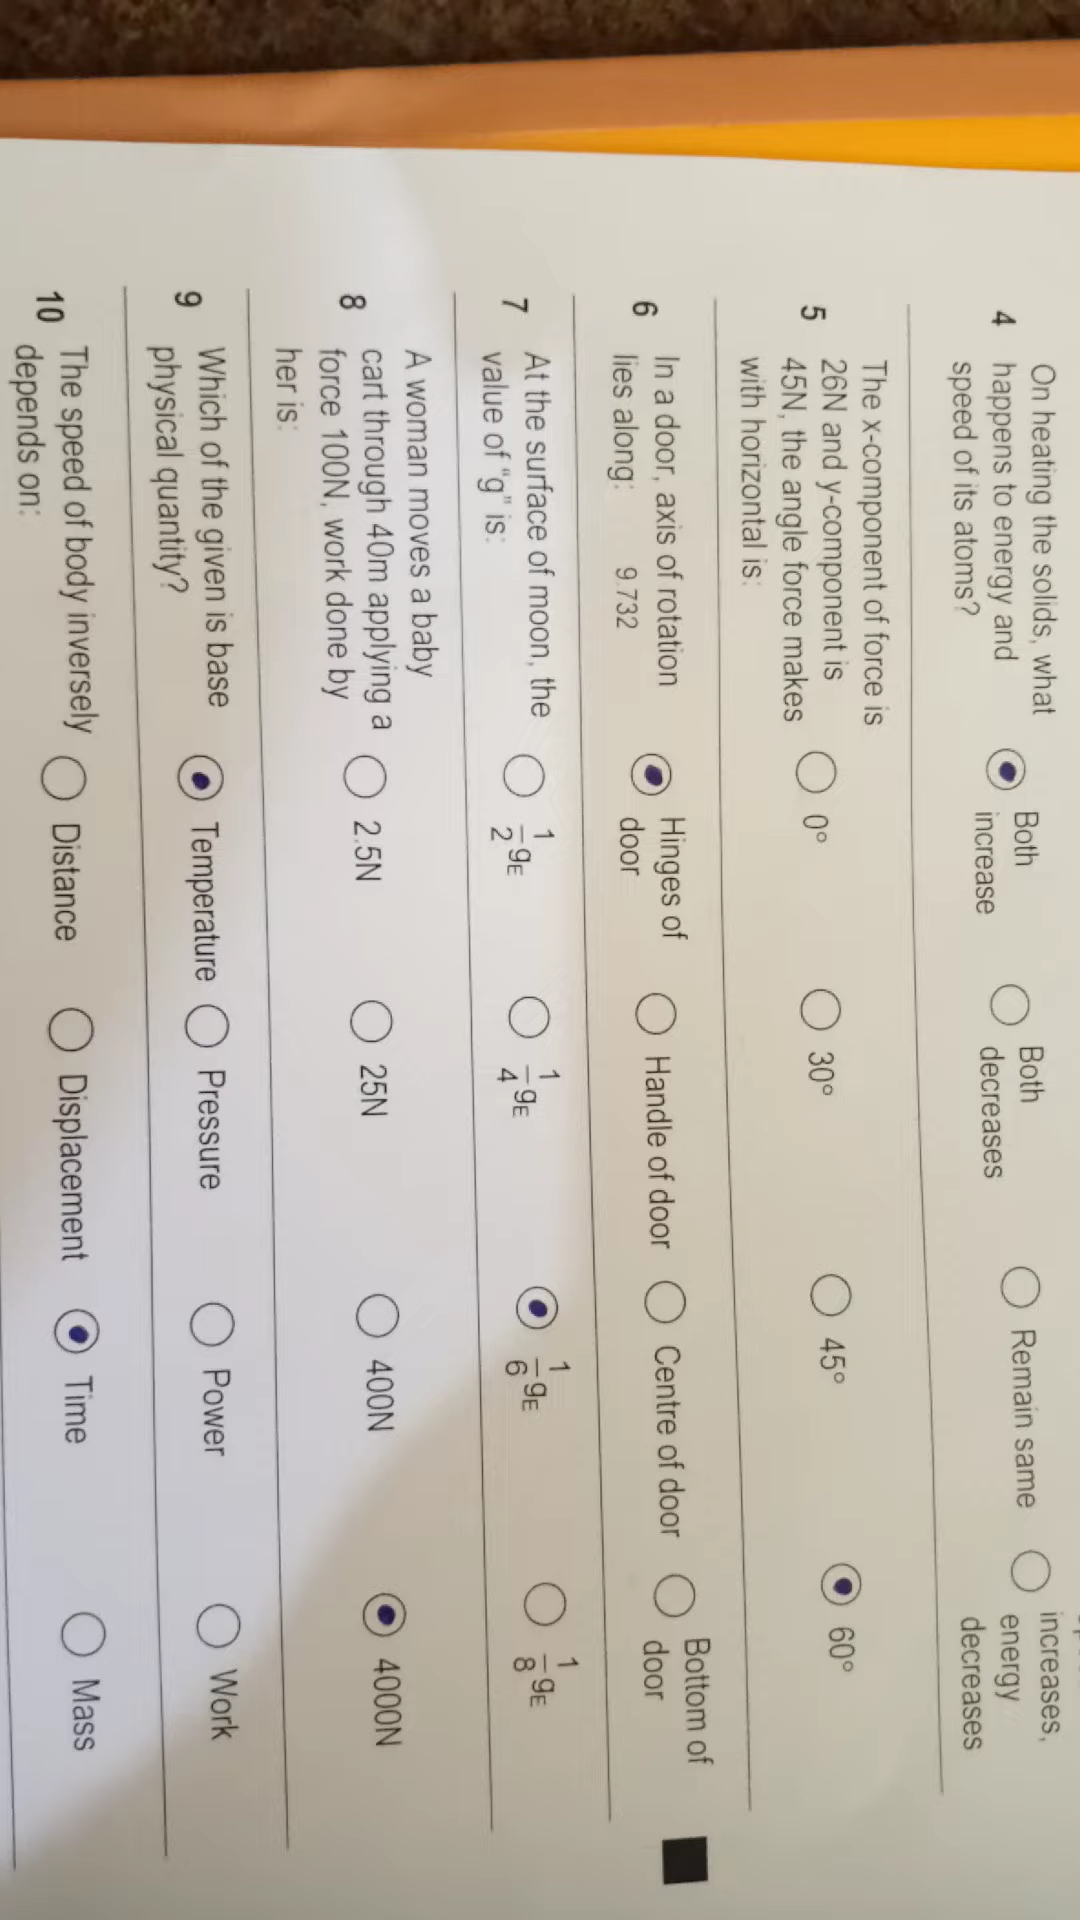 increases,
energy
decreases
On heating the solids, what
4 happens to energy and
speed of its atoms?
Both
increase
Both
decreases
Remain same
The x-component of force is
5 26N and y-component is
45N, the angle force makes
with horizontal is:
0°
30°
45°
60°
6 In a door, axis of rotation
lies along: 9.732
Hinges of
door
Handle of door
Centre of door
Bottom of
door
7 At the surface of moon, the
value of "g" is:
1/2 gE
1/4 gE
1/6 gE
1/8 gE
A woman moves a baby
8 cart through 40m applying a
force 100N, work done by
her is:
2.5N
25N
400N
4000N
9 Which of the given is base
physical quantity?
Temperature
Pressure
Power
Work
10 The speed of body inversely
depends on:
Distance
Displacement
Time
Mass